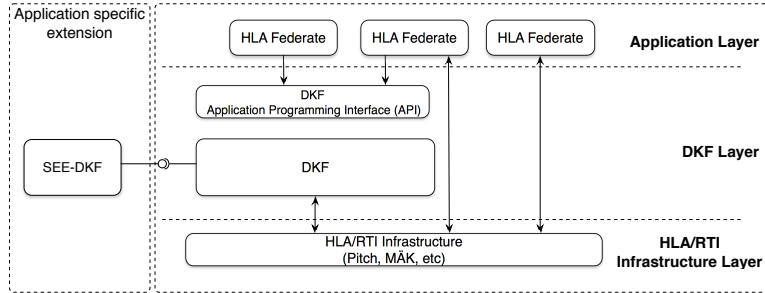 Application specific
extension
HLA Federate
HLA Federate
HLA Federate
Application Layer
DKF
Application Programming Interface (API)
SEE-DKF
DKF
DKF Layer
HLA/RTI Infrastructure
(Pitch, MÄK, etc)
HLA/RTI
Infrastructure Layer